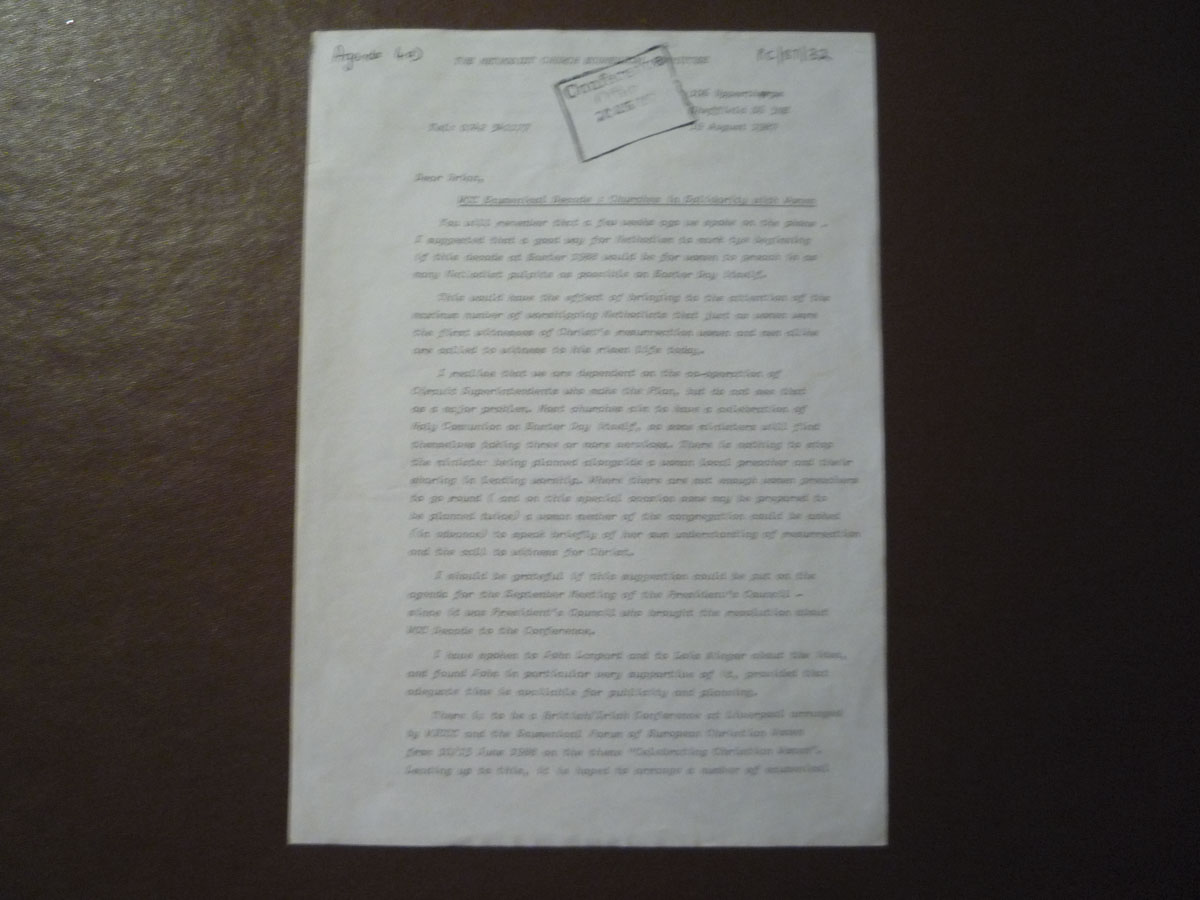 Agenda 4a) THE METHODIST CHURCH ECUMENICAL COMMITTEE PC/87/32
Conference
August 1987
Dear Brian,
WCC Ecumenical Decade : Churches in Solidarity with Women
You will remember that a few weeks ago we spoke on the phone -
I suggested that a good way for Methodism to mark the beginning
of this decade at Easter 1988 would be for women to preach in as
many Methodist pulpits as possible on Easter Day itself.
This would have the effect of bringing to the attention of the
maximum number of worshipping Methodists that just as women were
the first witnesses of Christ's resurrection women and men alike
are called to witness to his risen life today.
I realise that we are dependent on the co-operation of
Circuit Superintendents who make the Plan, but do not see that
as a major problem. Most churches aim to have a celebration of
Holy Communion on Easter Day itself, so some ministers will find
themselves taking three or more services. There is nothing to stop
the minister being planned alongside a woman local preacher and their
sharing in leading worship. Where there are not enough women preachers
to go round ( and on this special occasion some may be prepared to
be planned twice) a woman member of the congregation could be asked
(in advance) to speak briefly of her own understanding of resurrection
and the call to witness for Christ.
I should be grateful if this suggestion could be put on the
agenda for the September Meeting of the President's Council -
since it was President's Council who brought the resolution about
WCC Decade to the Conference.
I have spoken to John and to about the idea,
and found John in particular very supportive of it, provided that
adequate time is available for publicity and planning.
There is to be a British/Irish Conference at Liverpool arranged
by and the Ecumenical Forum of European Christian Women
from June 1988 on the theme "Celebrating Christian Women".
Leading up to this, it is hoped to arrange a number of ecumenical